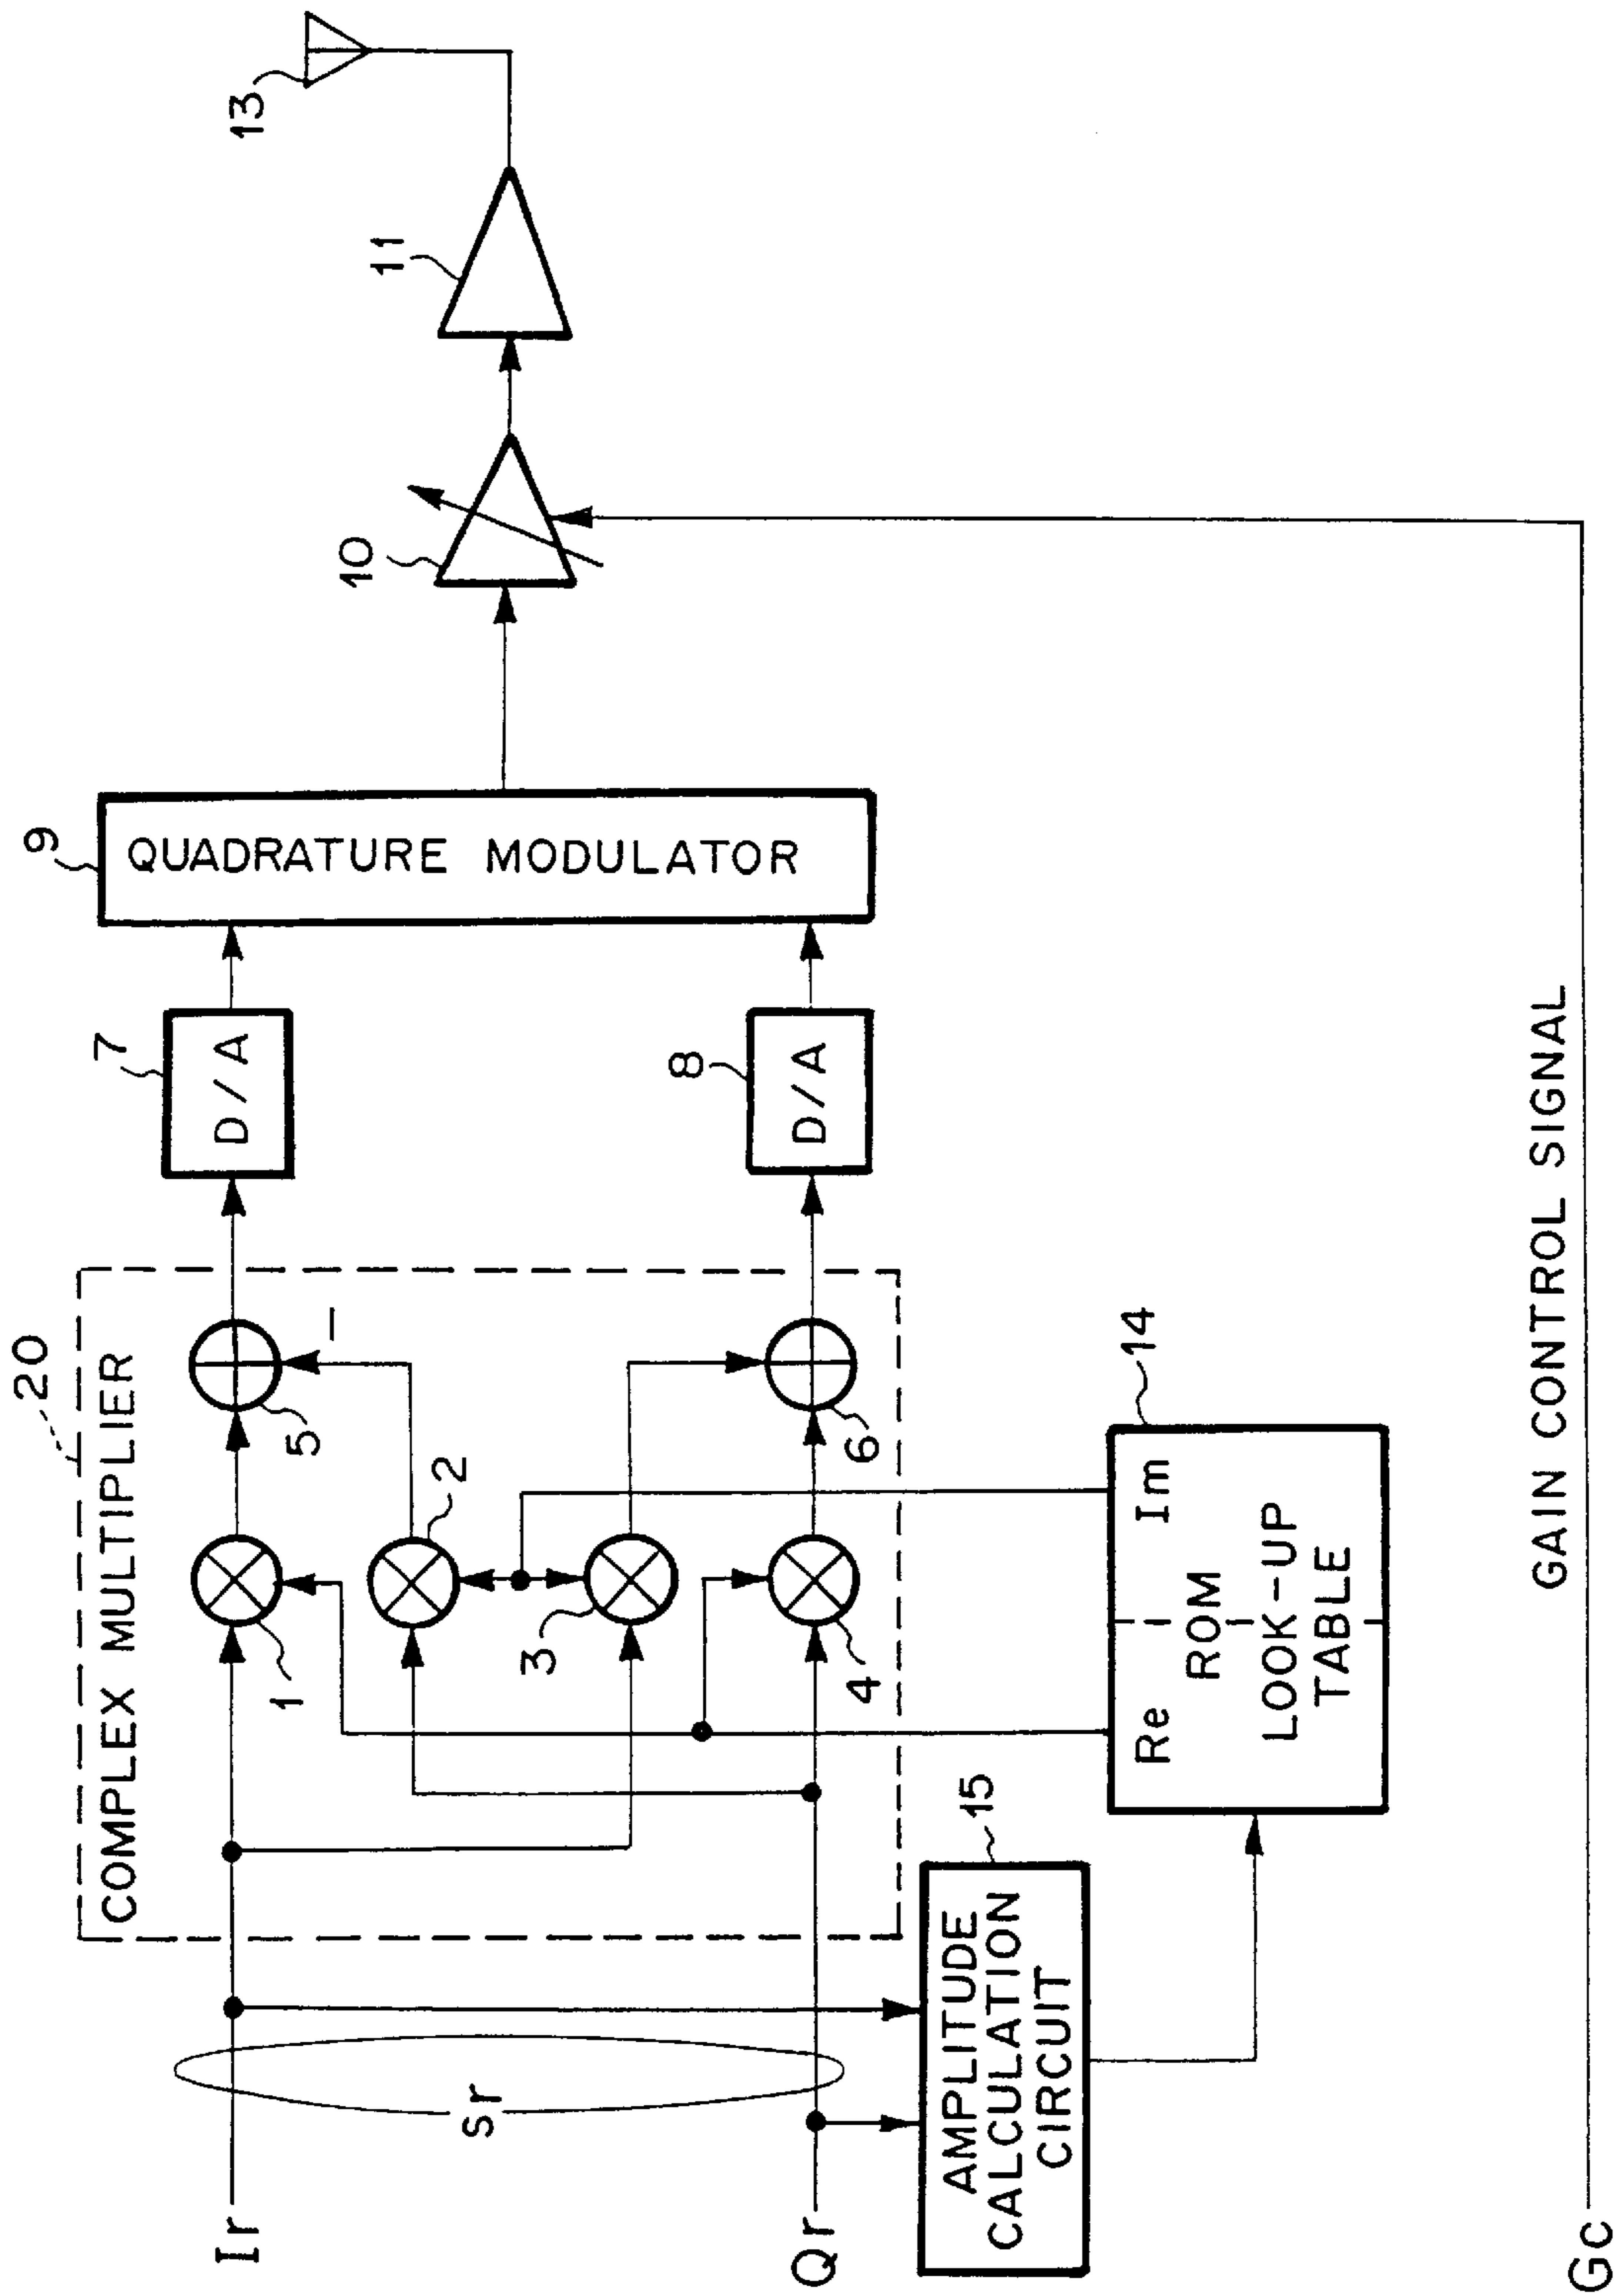 20
COMPLEX MULTIPLIER
Ir
sr
Qr
1
2
3
4
5
−
6
7
D/A
8
D/A
9
QUADRATURE MODULATOR
10
11
13
15
AMPLITUDE
CALCULATION
CIRCUIT
14
Re Im
ROM
LOOK-UP
TABLE
GAIN CONTROL SIGNAL
Gc